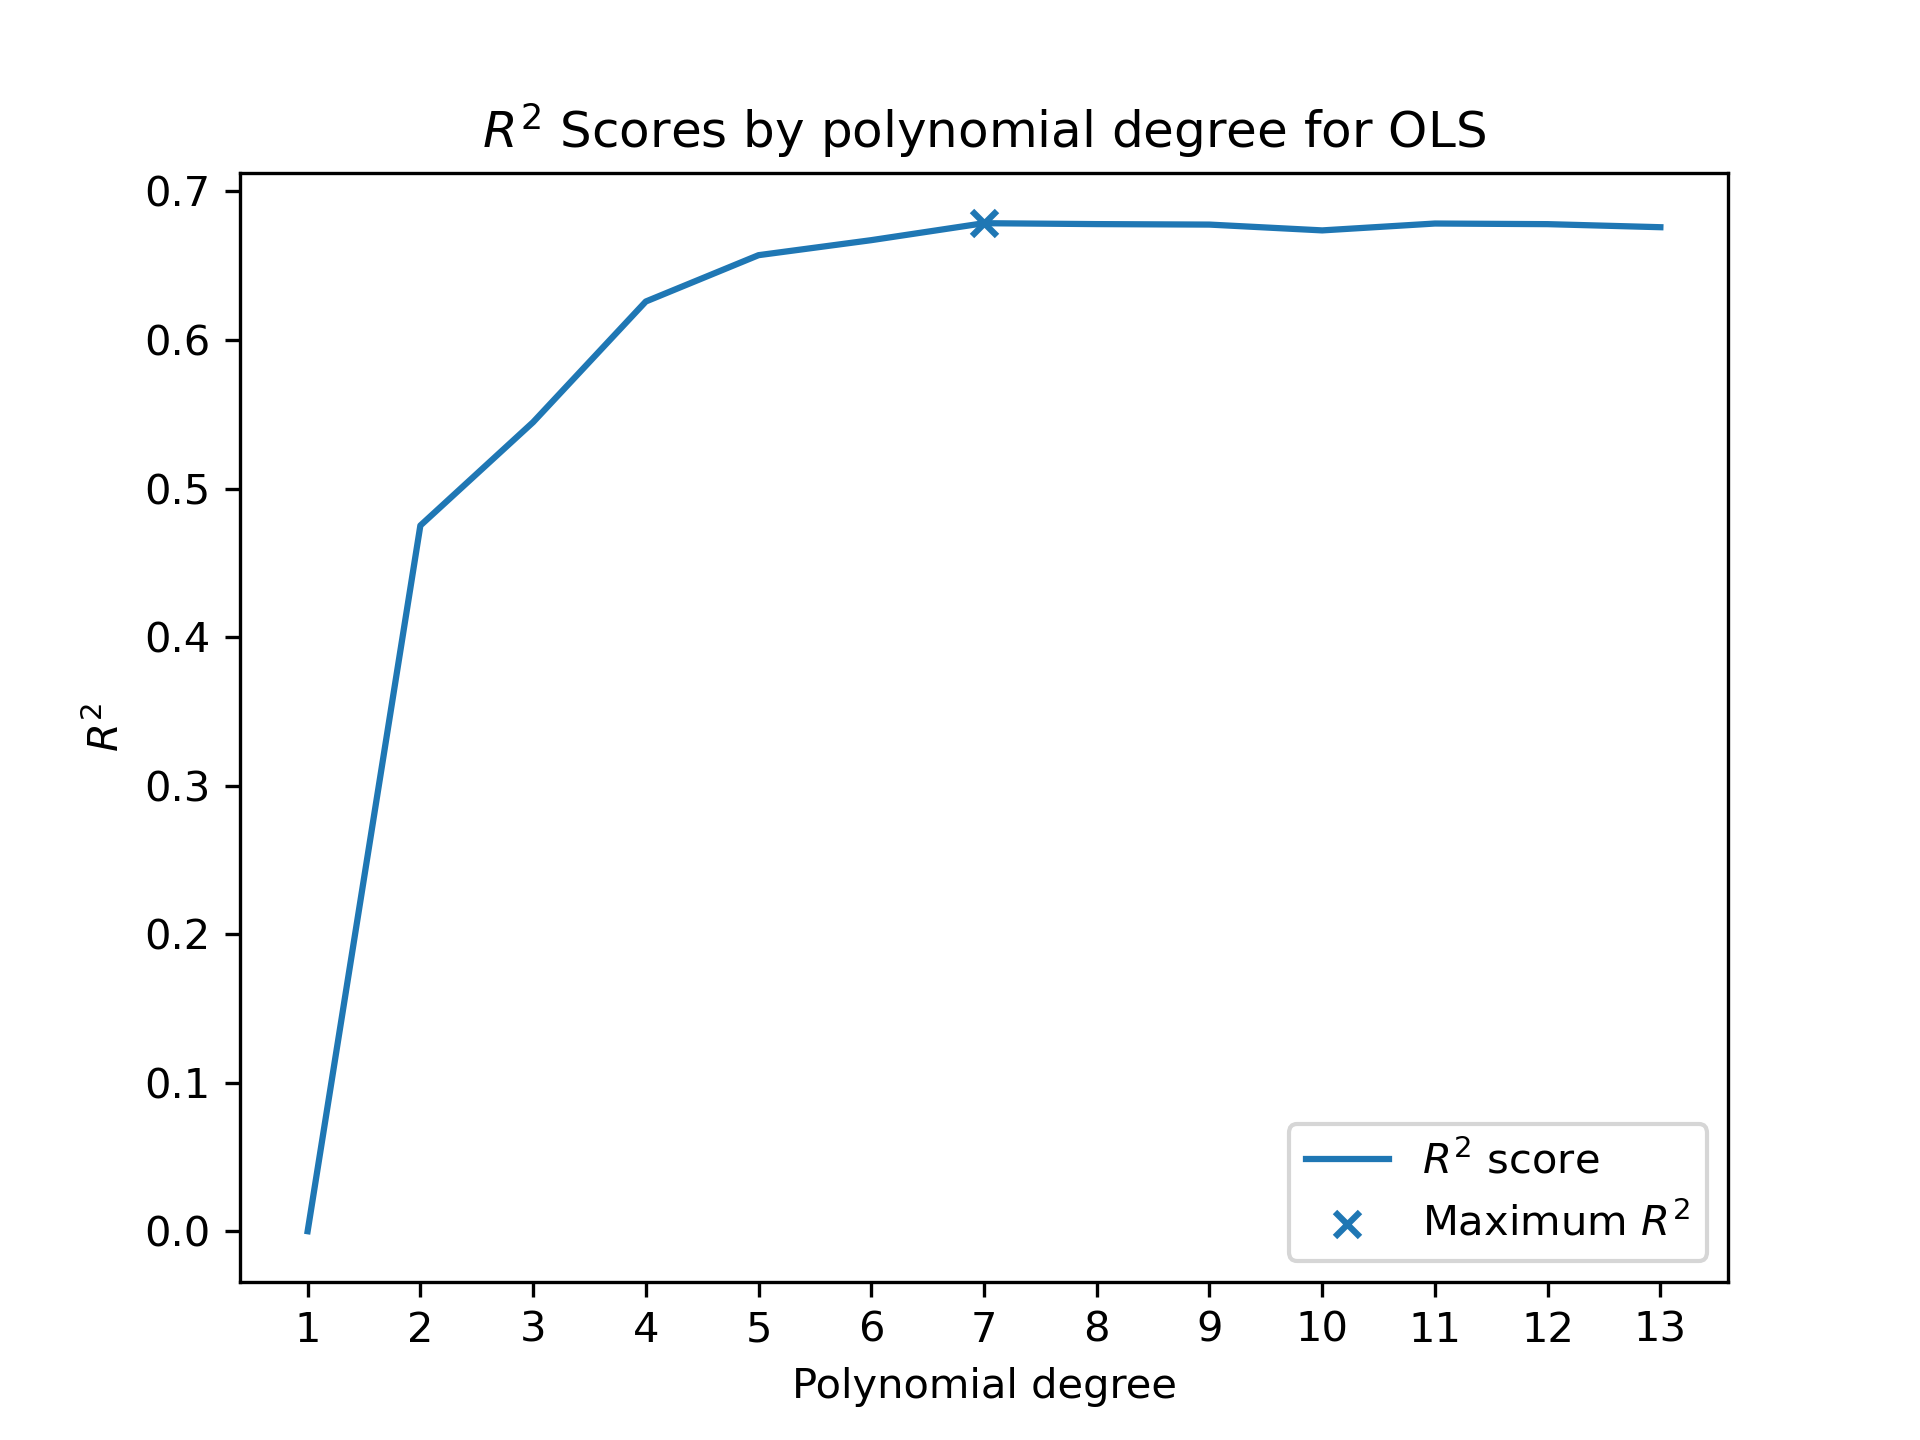 R² Scores by polynomial degree for OLS
0.7
0.6
0.5
0.4
0.3
0.2
0.1
0.0
R²
1 2 3 4 5 6 7 8 9 10 11 12 13
Polynomial degree
R² score
Maximum R²